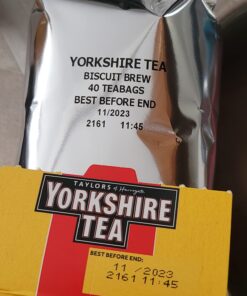 YORKSHIRE TEA
BISCUIT BREW
40 TEABAGS
BEST BEFORE END
11/2023
2161 11:45
TAYLORS of Harrogate
YORKSHIRE
TEA
BEST BEFORE END:
11 /2023
2161 11:45